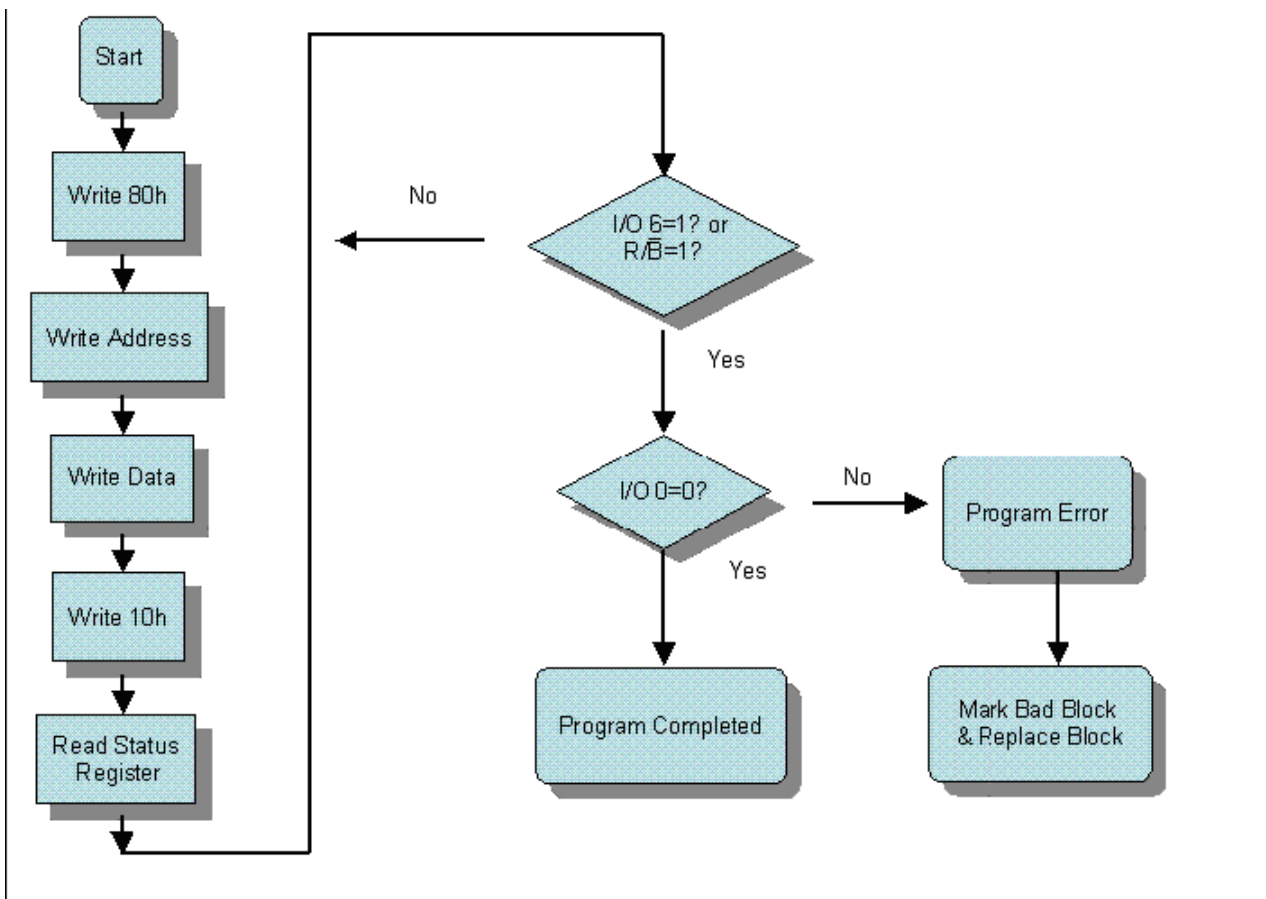 Start
Write 80h
Write Address
Write Data
Write 10h
Read Status
Register
No
I/O 6=1? or
R/B̅=1?
Yes
I/O 0=0?
No
Yes
Program Error
Program Completed
Mark Bad Block
& Replace Block